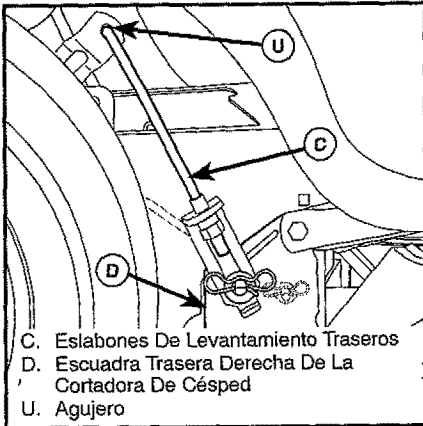 U
C
D
C. Eslabones De Levantamiento Traseros
D. Escuadra Trasera Derecha De La
Cortadora De Césped
U. Agujero